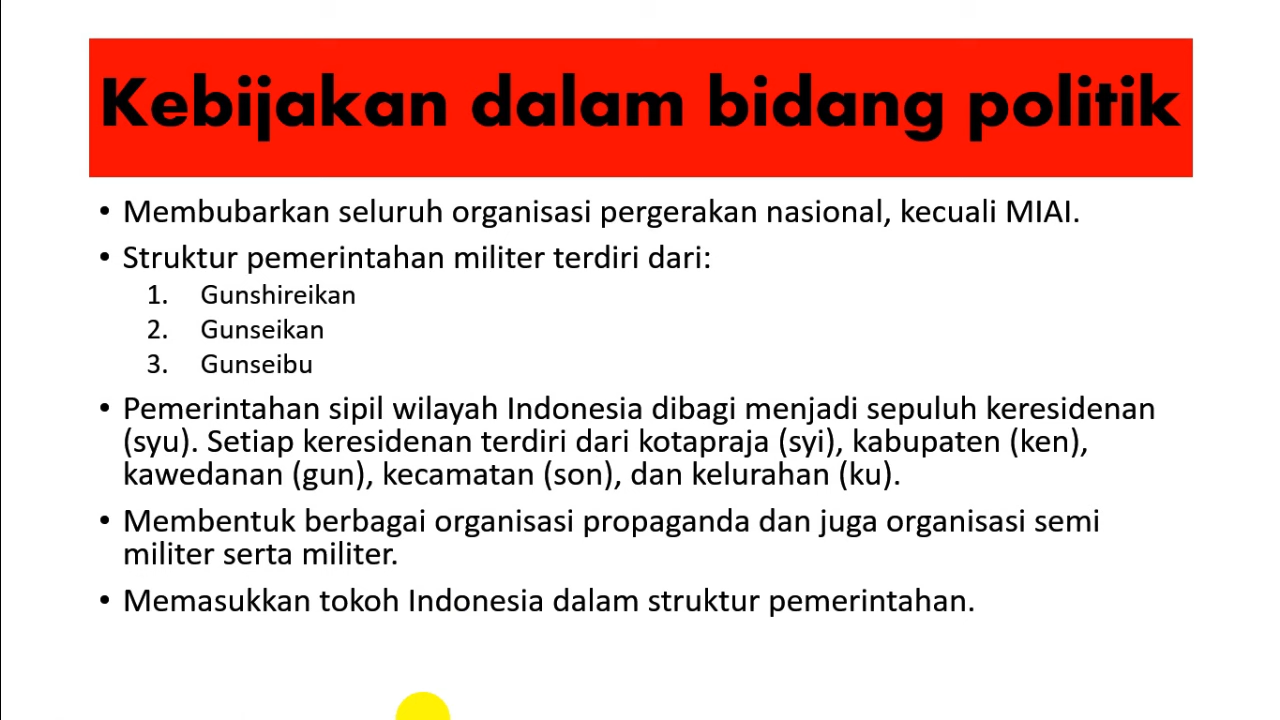 Kebijakan dalam bidang politik
• Membubarkan seluruh organisasi pergerakan nasional, kecuali MIAI.
• Struktur pemerintahan militer terdiri dari:
1. Gunshireikan
2. Gunseikan
3. Gunseibu
• Pemerintahan sipil wilayah Indonesia dibagi menjadi sepuluh keresidenan
(syu). Setiap keresidenan terdiri dari kotapraja (syi), kabupaten (ken),
kawedanan (gun), kecamatan (son), dan kelurahan (ku).
• Membentuk berbagai organisasi propaganda dan juga organisasi semi
militer serta militer.
• Memasukkan tokoh Indonesia dalam struktur pemerintahan.